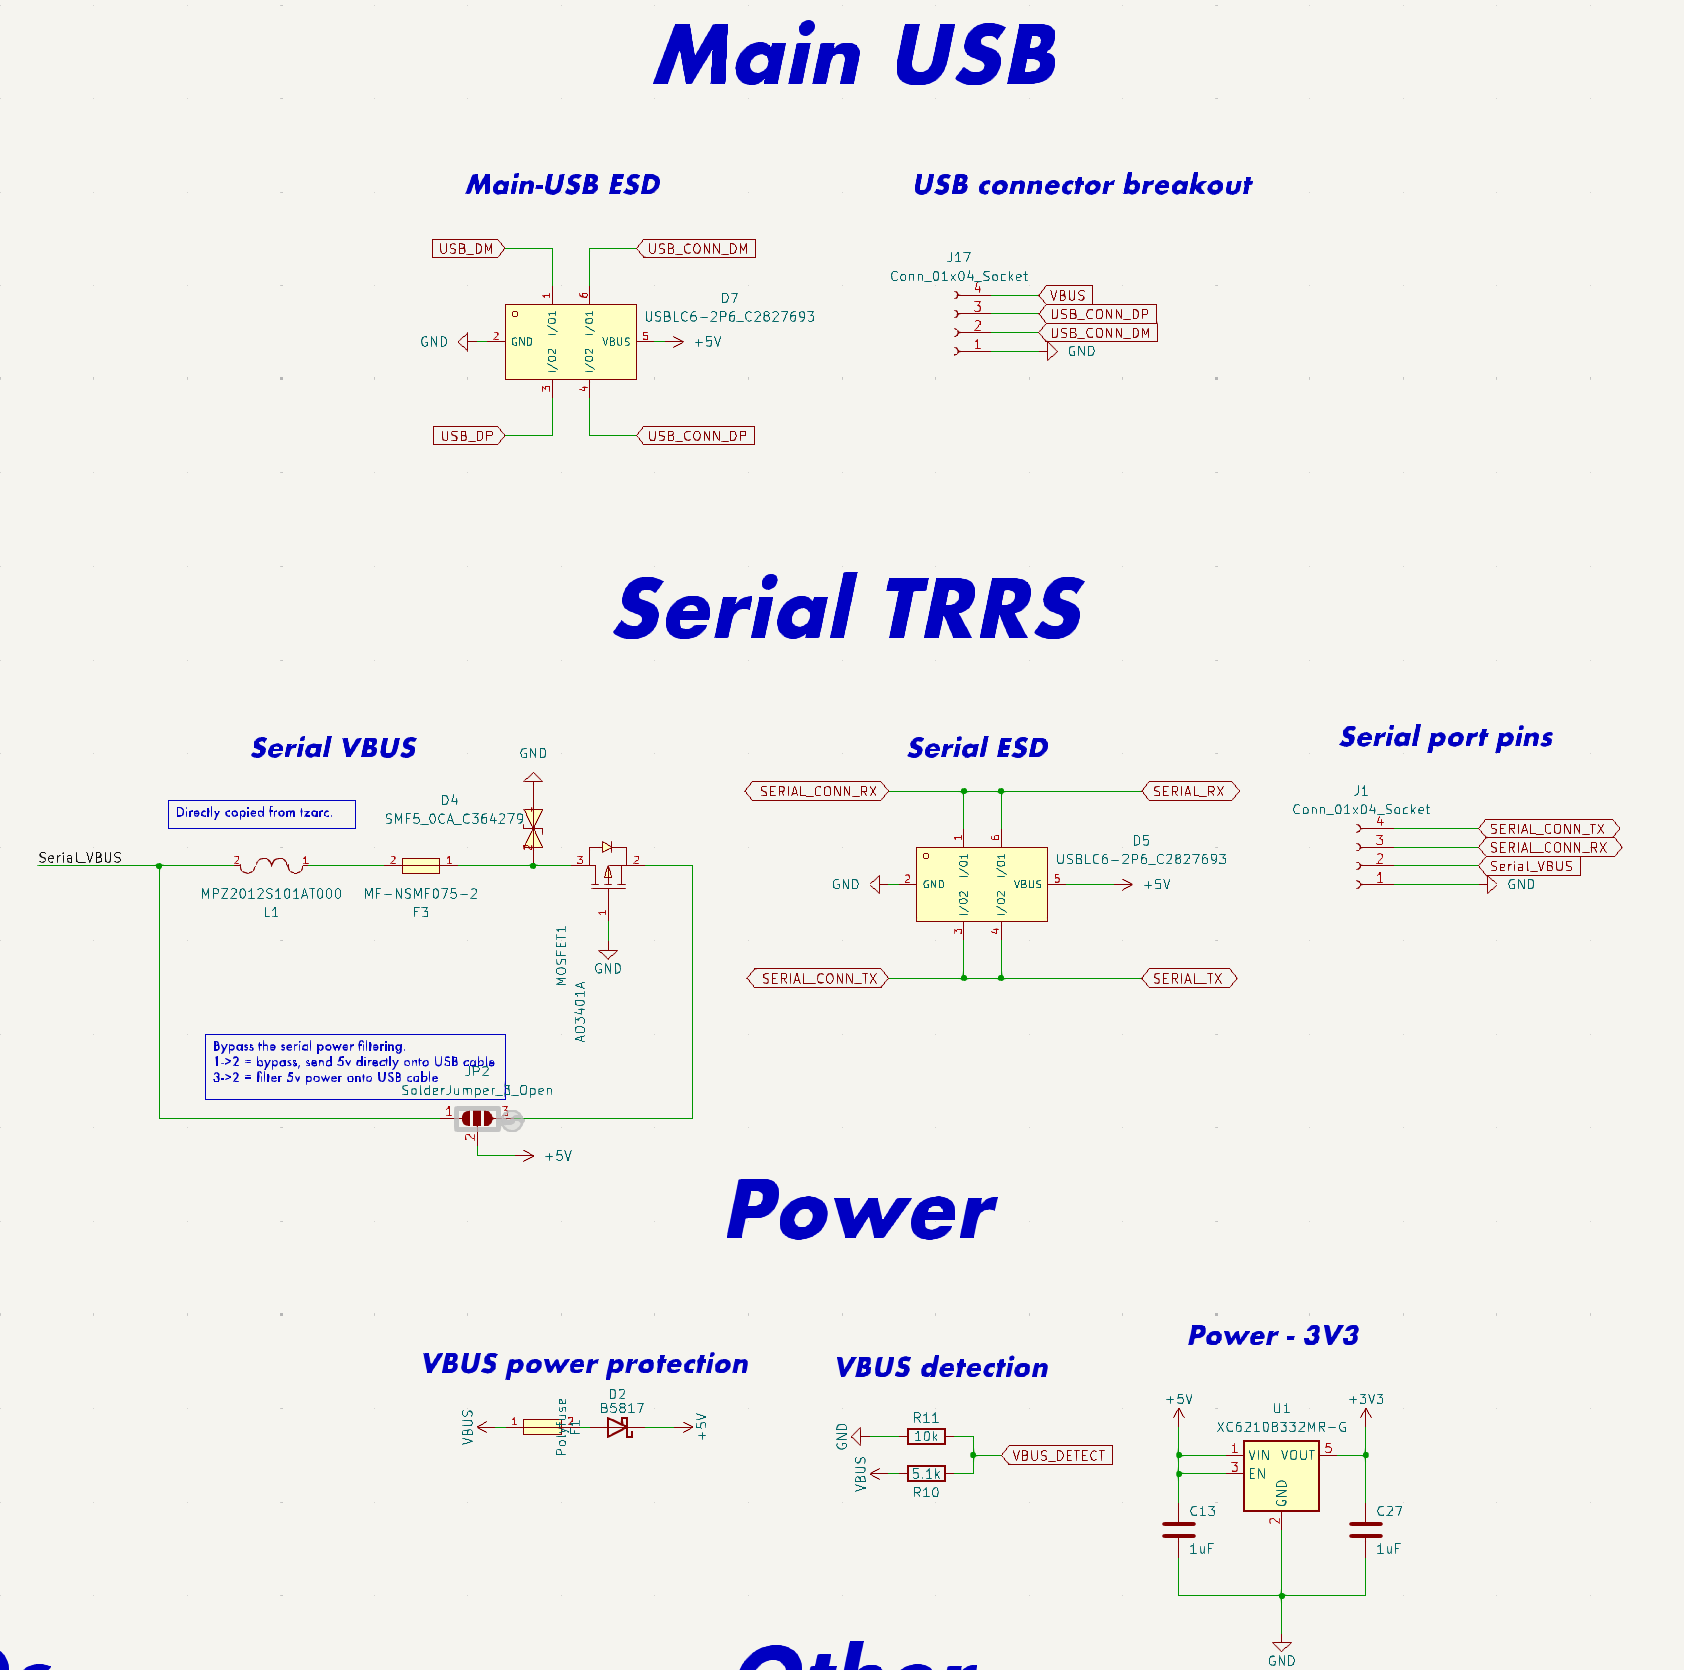 Main USB
Main-USB ESD
USB connector breakout
USB_DM
USB_CONN_DM
J17
Conn_01x04_Socket
D7
USBLC6-2P6_C2827693
1
6
I/O1
I/O1
GND
2
GND
VBUS
5
+5V
I/O2
I/O2
3
4
USB_DP
USB_CONN_DP
4
VBUS
3
USB_CONN_DP
2
USB_CONN_DM
1
GND
Serial TRRS
Serial VBUS
Serial ESD
Serial port pins
GND
Directly copied from tzarc.
D4
SMF5_0CA_C364279
Serial_VBUS
2
1
2
1
2
3
2
MPZ2012S101AT000
L1
MF-NSMF075-2
F3
1
GND
MOSFET1
AO3401A
Bypass the serial power filtering.
1->2 = bypass, send 5v directly onto USB cable
3->2 = filter 5v power onto USB cable
JP2
SolderJumper_3_Open
1
3
2
+5V
SERIAL_CONN_RX
SERIAL_RX
1
6
D5
USBLC6-2P6_C2827693
I/O1
I/O1
GND
2
GND
VBUS
5
+5V
I/O2
I/O2
3
4
SERIAL_CONN_TX
SERIAL_TX
J1
Conn_01x04_Socket
4
SERIAL_CONN_TX
3
SERIAL_CONN_RX
2
Serial_VBUS
1
GND
Power
VBUS power protection
VBUS detection
Power - 3V3
VBUS
1
Polyfuse
2
F1
D2
B5817
+5V
R11
GND
10k
VBUS_DETECT
VBUS
5.1k
R10
+5V
+3V3
U1
XC6210B332MR-G
1
VIN
VOUT
5
3
EN
GND
2
C13
1uF
C27
1uF
GND
Other